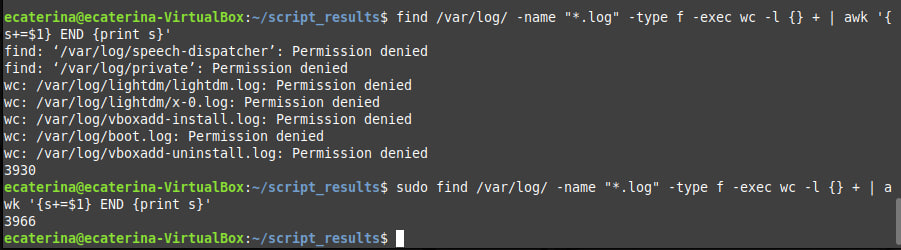 ecaterina@ecaterina-VirtualBox:~/script_results$ find /var/log/ -name "*.log" -type f -exec wc -l {} + | awk '{
s+=$1} END {print s}'
find: ‘/var/log/speech-dispatcher’: Permission denied
find: ‘/var/log/private’: Permission denied
wc: /var/log/lightdm/lightdm.log: Permission denied
wc: /var/log/lightdm/x-0.log: Permission denied
wc: /var/log/vboxadd-install.log: Permission denied
wc: /var/log/boot.log: Permission denied
wc: /var/log/vboxadd-uninstall.log: Permission denied
3930
ecaterina@ecaterina-VirtualBox:~/script_results$ sudo find /var/log/ -name "*.log" -type f -exec wc -l {} + | a
wk '{s+=$1} END {print s}'
3966
ecaterina@ecaterina-VirtualBox:~/script_results$